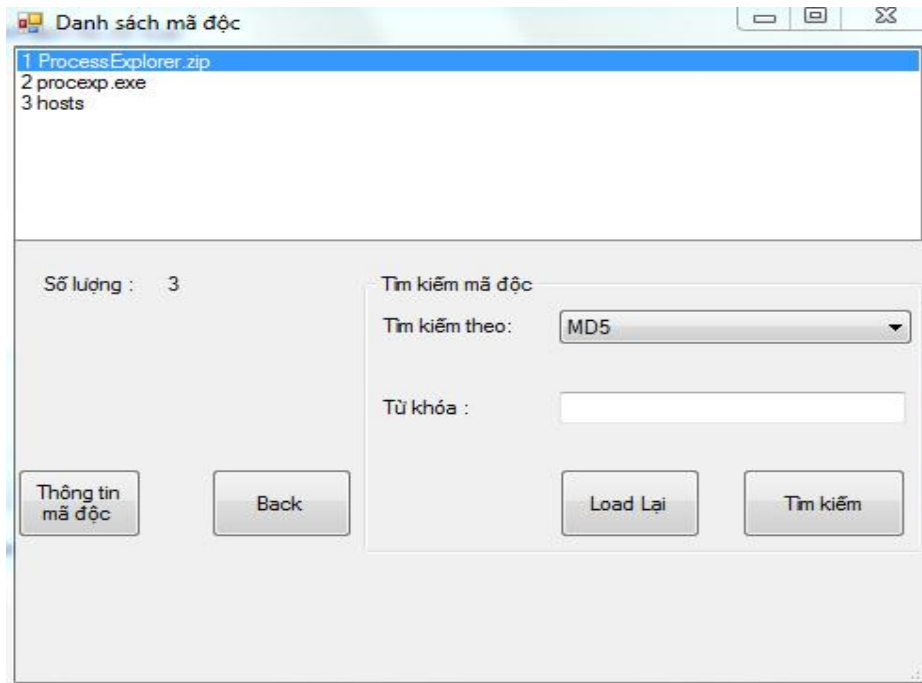 Danh sách mã độc
1 ProcessExplorer.zip
2 procexp.exe
3 hosts
Số lượng : 3
Tìm kiếm mã độc
Tìm kiếm theo: MD5
Từ khóa :
Thông tin
mã độc
Back
Load Lại
Tìm kiếm